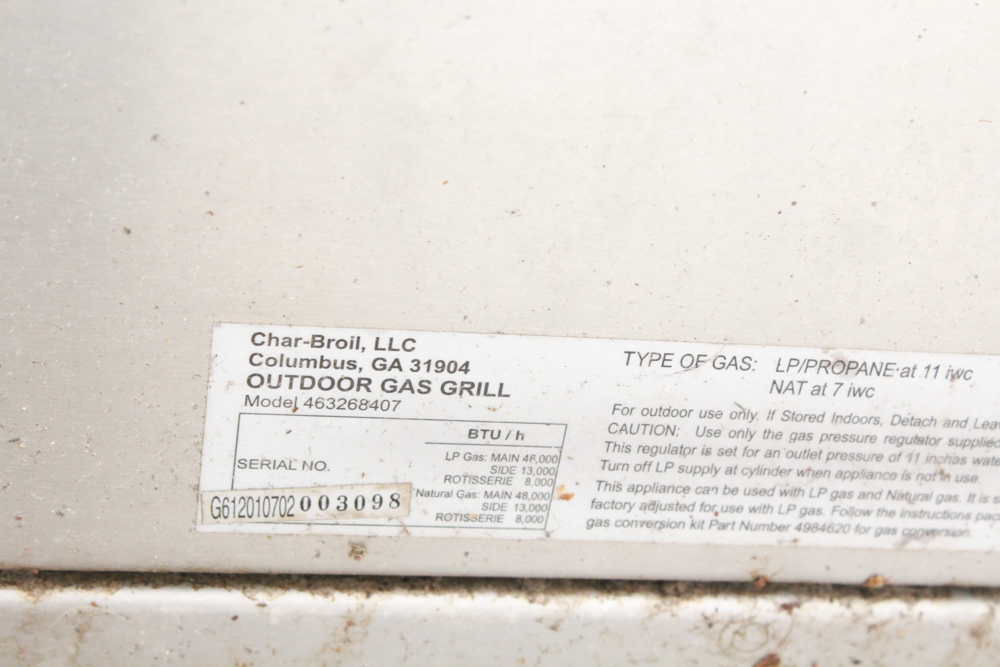 Char-Broil, LLC
Columbus, GA 31904
OUTDOOR GAS GRILL
Model 463268407
BTU / h
LP Gas: MAIN 46,000
SIDE 13,000
ROTISSERIE 8,000
Natural Gas: MAIN 48,000
SIDE 13,000
ROTISSERIE 8,000
SERIAL NO.
G612010702 003098
TYPE OF GAS: LP/PROPANE at 11 iwc
NAT at 7 iwc
For outdoor use only. If Stored Indoors, Detach and
CAUTION: Use only the gas pressure regulator supplied
This regulator is set for an outlet pressure of 11 inches
Turn off LP supply at cylinder when appliance is not in use.
This appliance can be used with LP gas and Natural gas. It is
factory adjusted for use with LP gas. Follow the instructions
gas conversion kit Part Number 4984620 for gas conversion.